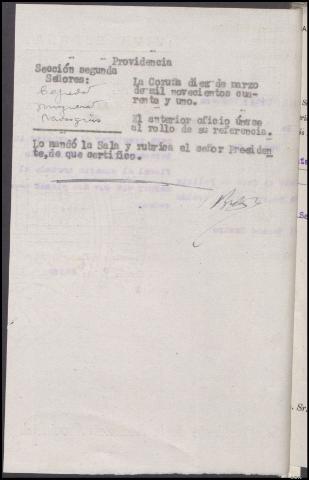 Providencia
Sección segunda
Señores:
La Coruña diez de marzo
de mil novecientos cua-
renta y uno.
El anterior oficio únase
al rollo de su referencia.
Lo mandó la Sala y rubrica el señor Presiden-
te,de que certifico.